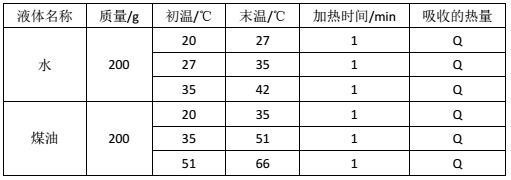 液体名称 质量/g 初温/℃ 末温/℃ 加热时间/min 吸收的热量
水 200 20 27 1 Q
27 35 1 Q
35 42 1 Q
煤油 200 20 35 1 Q
35 51 1 Q
51 66 1 Q